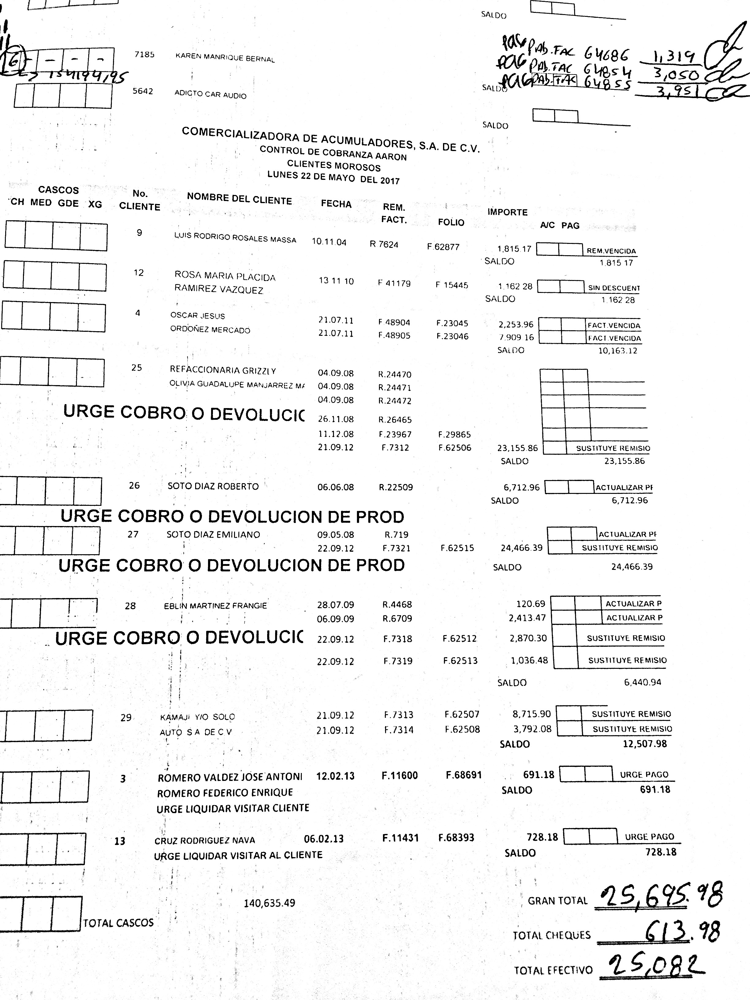 SALDO
7185 KAREN MANRIQUE BERNAL
PAG PAb.FAC 64686 1,319
PAG PAb.FAC 64854 3,050
SALDO PAG PAb.FAC 64855 3,951
5642 ADICTO CAR AUDIO
SALDO
COMERCIALIZADORA DE ACUMULADORES, S.A. DE C.V.
CONTROL DE COBRANZA AARON
CLIENTES MOROSOS
LUNES 22 DE MAYO DEL 2017
CASCOS No. NOMBRE DEL CLIENTE FECHA REM. IMPORTE
CH MED GDE XG CLIENTE FACT. FOLIO A/C PAG
9 LUIS RODRIGO ROSALES MASSA 10.11.04 R 7624 F.62877 1,815.17 REM.VENCIDA
SALDO 1.815 17
12 ROSA MARIA PLACIDA 13 11 10 F 41179 F 15445 1.162 28 SIN DESCUENT
RAMIREZ VAZQUEZ SALDO 1.162 28
4 OSCAR JESUS 21.07.11 F.48904 F.23045 2,253.96 FACT.VENCIDA
ORDOÑEZ MERCADO 21.07.11 F.48905 F.23046 7.909 16 FACT.VENCIDA
SALDO 10,163.12
25 REFACCIONARIA GRIZZLY 04.09.08 R.24470
OLIVIA GUADALUPE MANJARREZ MA 04.09.08 R.24471
04.09.08 R.24472
URGE COBRO O DEVOLUCIC 26.11.08 R.26465
11.12.08 F.23967 F.29865
21.09.12 F.7312 F.62506 23,155.86 SUSTITUYE REMISIO
SALDO 23,155.86
26 SOTO DIAZ ROBERTO 06.06.08 R.22509 6,712.96 ACTUALIZAR PF
SALDO 6,712.96
URGE COBRO O DEVOLUCION DE PROD
27 SOTO DIAZ EMILIANO 09.05.08 R.719 ACTUALIZAR PF
22.09.12 F.7321 F.62515 24,466.39 SUSTITUYE REMISIO
URGE COBRO O DEVOLUCION DE PROD SALDO 24,466.39
28 EBLIN MARTINEZ FRANGIE 28.07.09 R.4468 120.69 ACTUALIZAR P
06.09.09 R.6709 2,413.47 ACTUALIZAR P
URGE COBRO O DEVOLUCIC 22.09.12 F.7318 F.62512 2,870.30 SUSTITUYE REMISIO
22.09.12 F.7319 F.62513 1,036.48 SUSTITUYE REMISIO
SALDO 6,440.94
29 KAMAJI Y/O SOLO 21.09.12 F.7313 F.62507 8,715.90 SUSTITUYE REMISIO
AUTO S A DE C V 21.09.12 F.7314 F.62508 3,792.08 SUSTITUYE REMISIO
SALDO 12,507.98
3 ROMERO VALDEZ JOSE ANTONI 12.02.13 F.11600 F.68691 691.18 URGE PAGO
ROMERO FEDERICO ENRIQUE SALDO 691.18
URGE LIQUIDAR VISITAR CLIENTE
13 CRUZ RODRIGUEZ NAVA 06.02.13 F.11431 F.68393 728.18 URGE PAGO
URGE LIQUIDAR VISITAR AL CLIENTE SALDO 728.18
140,635.49 GRAN TOTAL 25,695.98
TOTAL CASCOS
TOTAL CHEQUES 613.98
TOTAL EFECTIVO 25,082